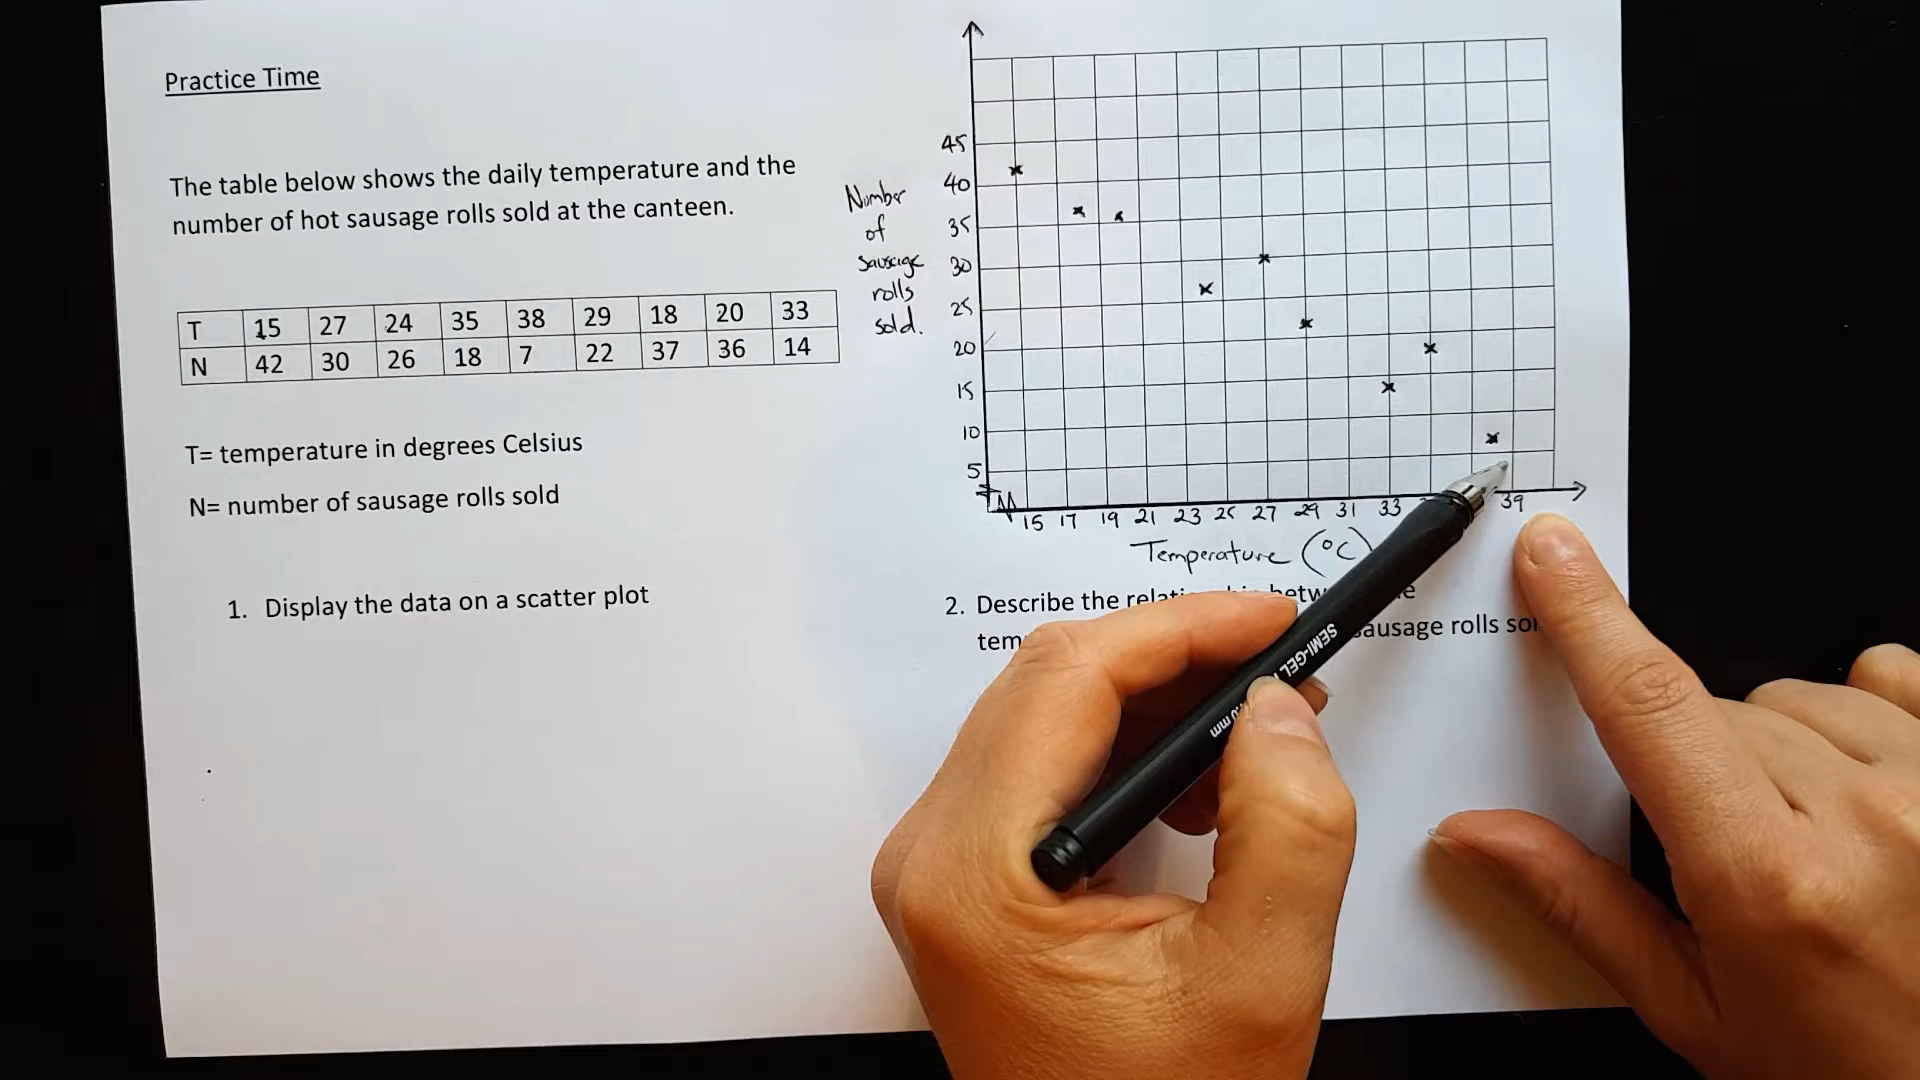 Practice Time
The table below shows the daily temperature and the
number of hot sausage rolls sold at the canteen.
T 15 27 24 35 38 29 18 20 33
N 42 30 26 18 7 22 37 36 14
T= temperature in degrees Celsius
N= number of sausage rolls sold
1. Display the data on a scatter plot
Number
of
sausage
rolls
sold.
45
40
35
30
25
20
15
10
5
15 17 19 21 23 25 27 29 31 33 39
Temperature (°C)
2. Describe the
sausage rolls
SEMI-GEL
mm